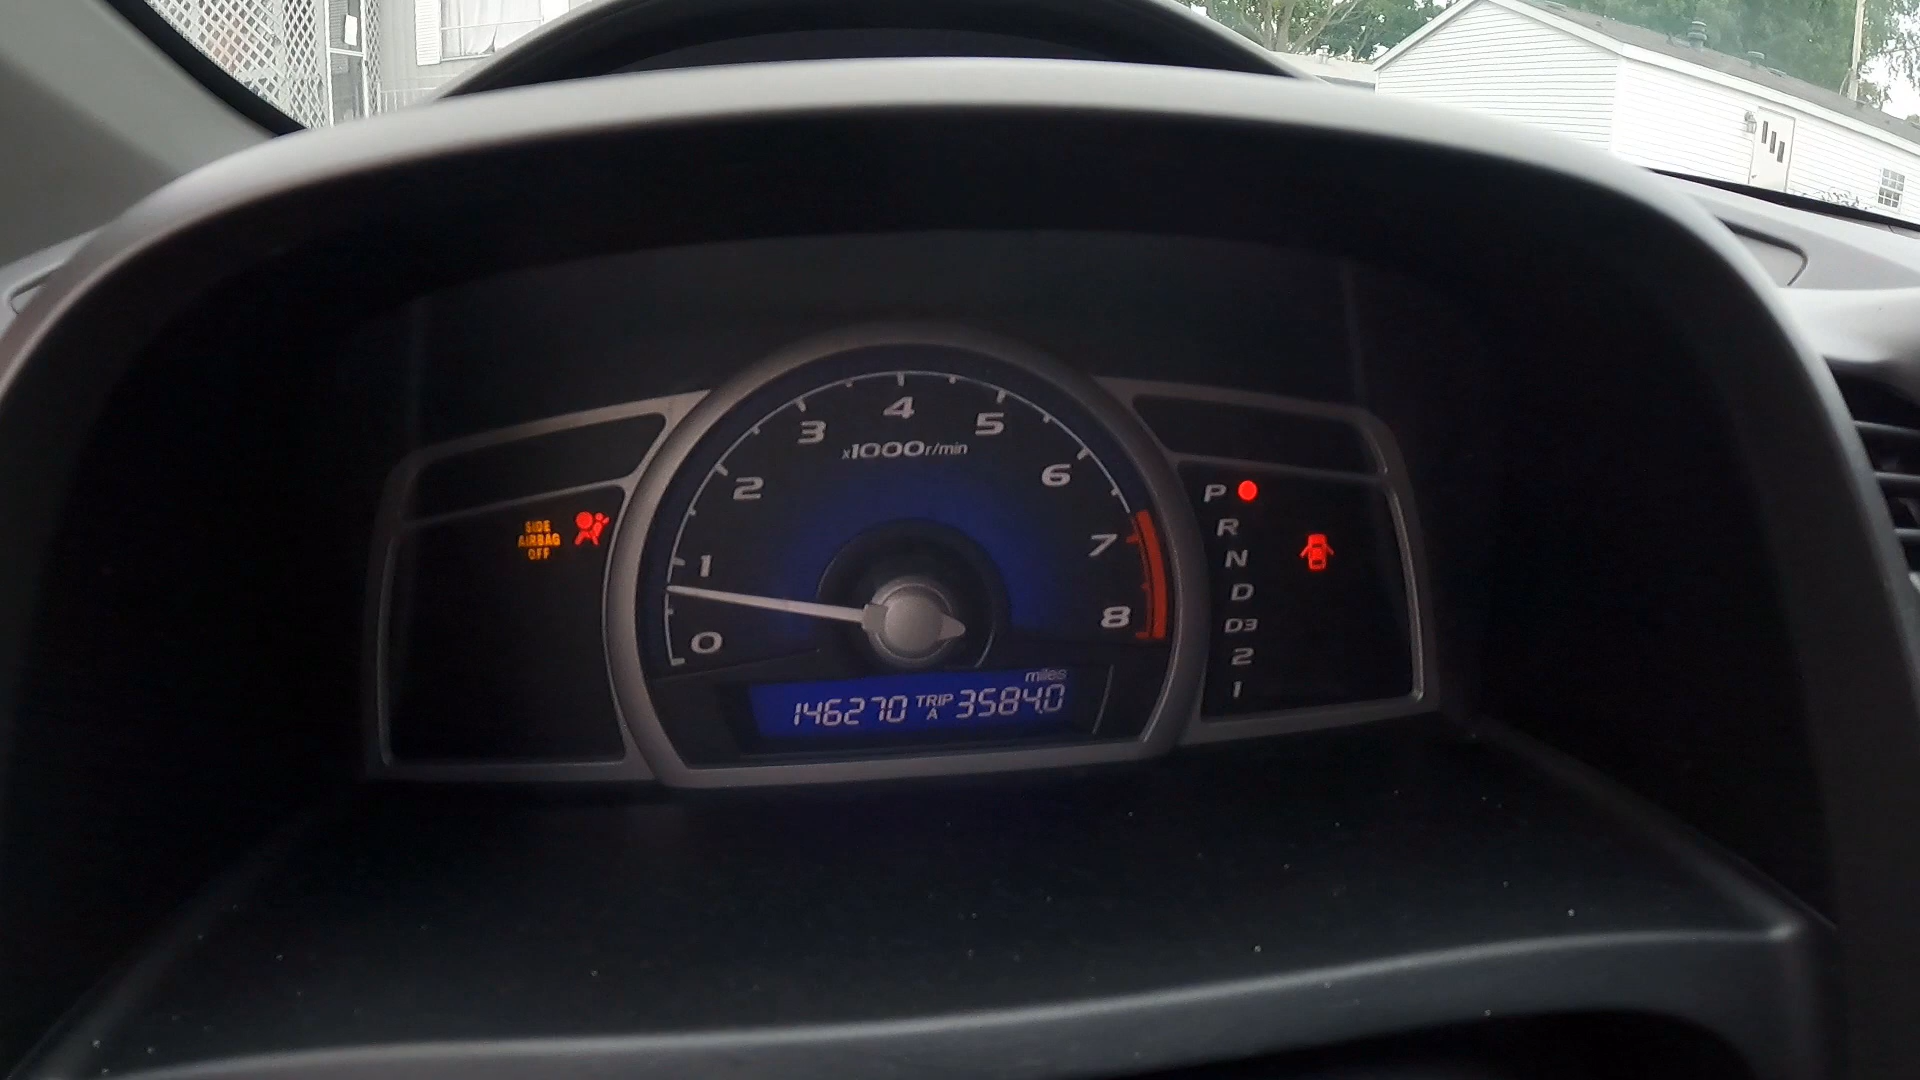 SIDE
AIRBAG
OFF
0
1
2
3
4
5
6
7
8
x1000r/min
miles
146270 TRIP A 3584.0
P
R
N
D
D3
2
1